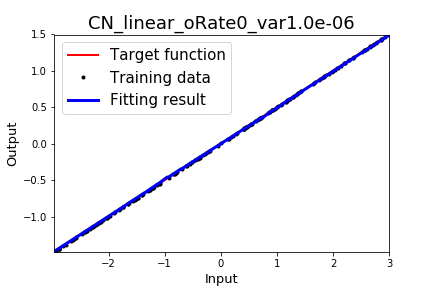 CN_linear_oRate0_var1.0e-06
Target function
Training data
Fitting result
1.5
1.0
0.5
0.0
−0.5
−1.0
Output
−2
−1
0
1
2
3
Input